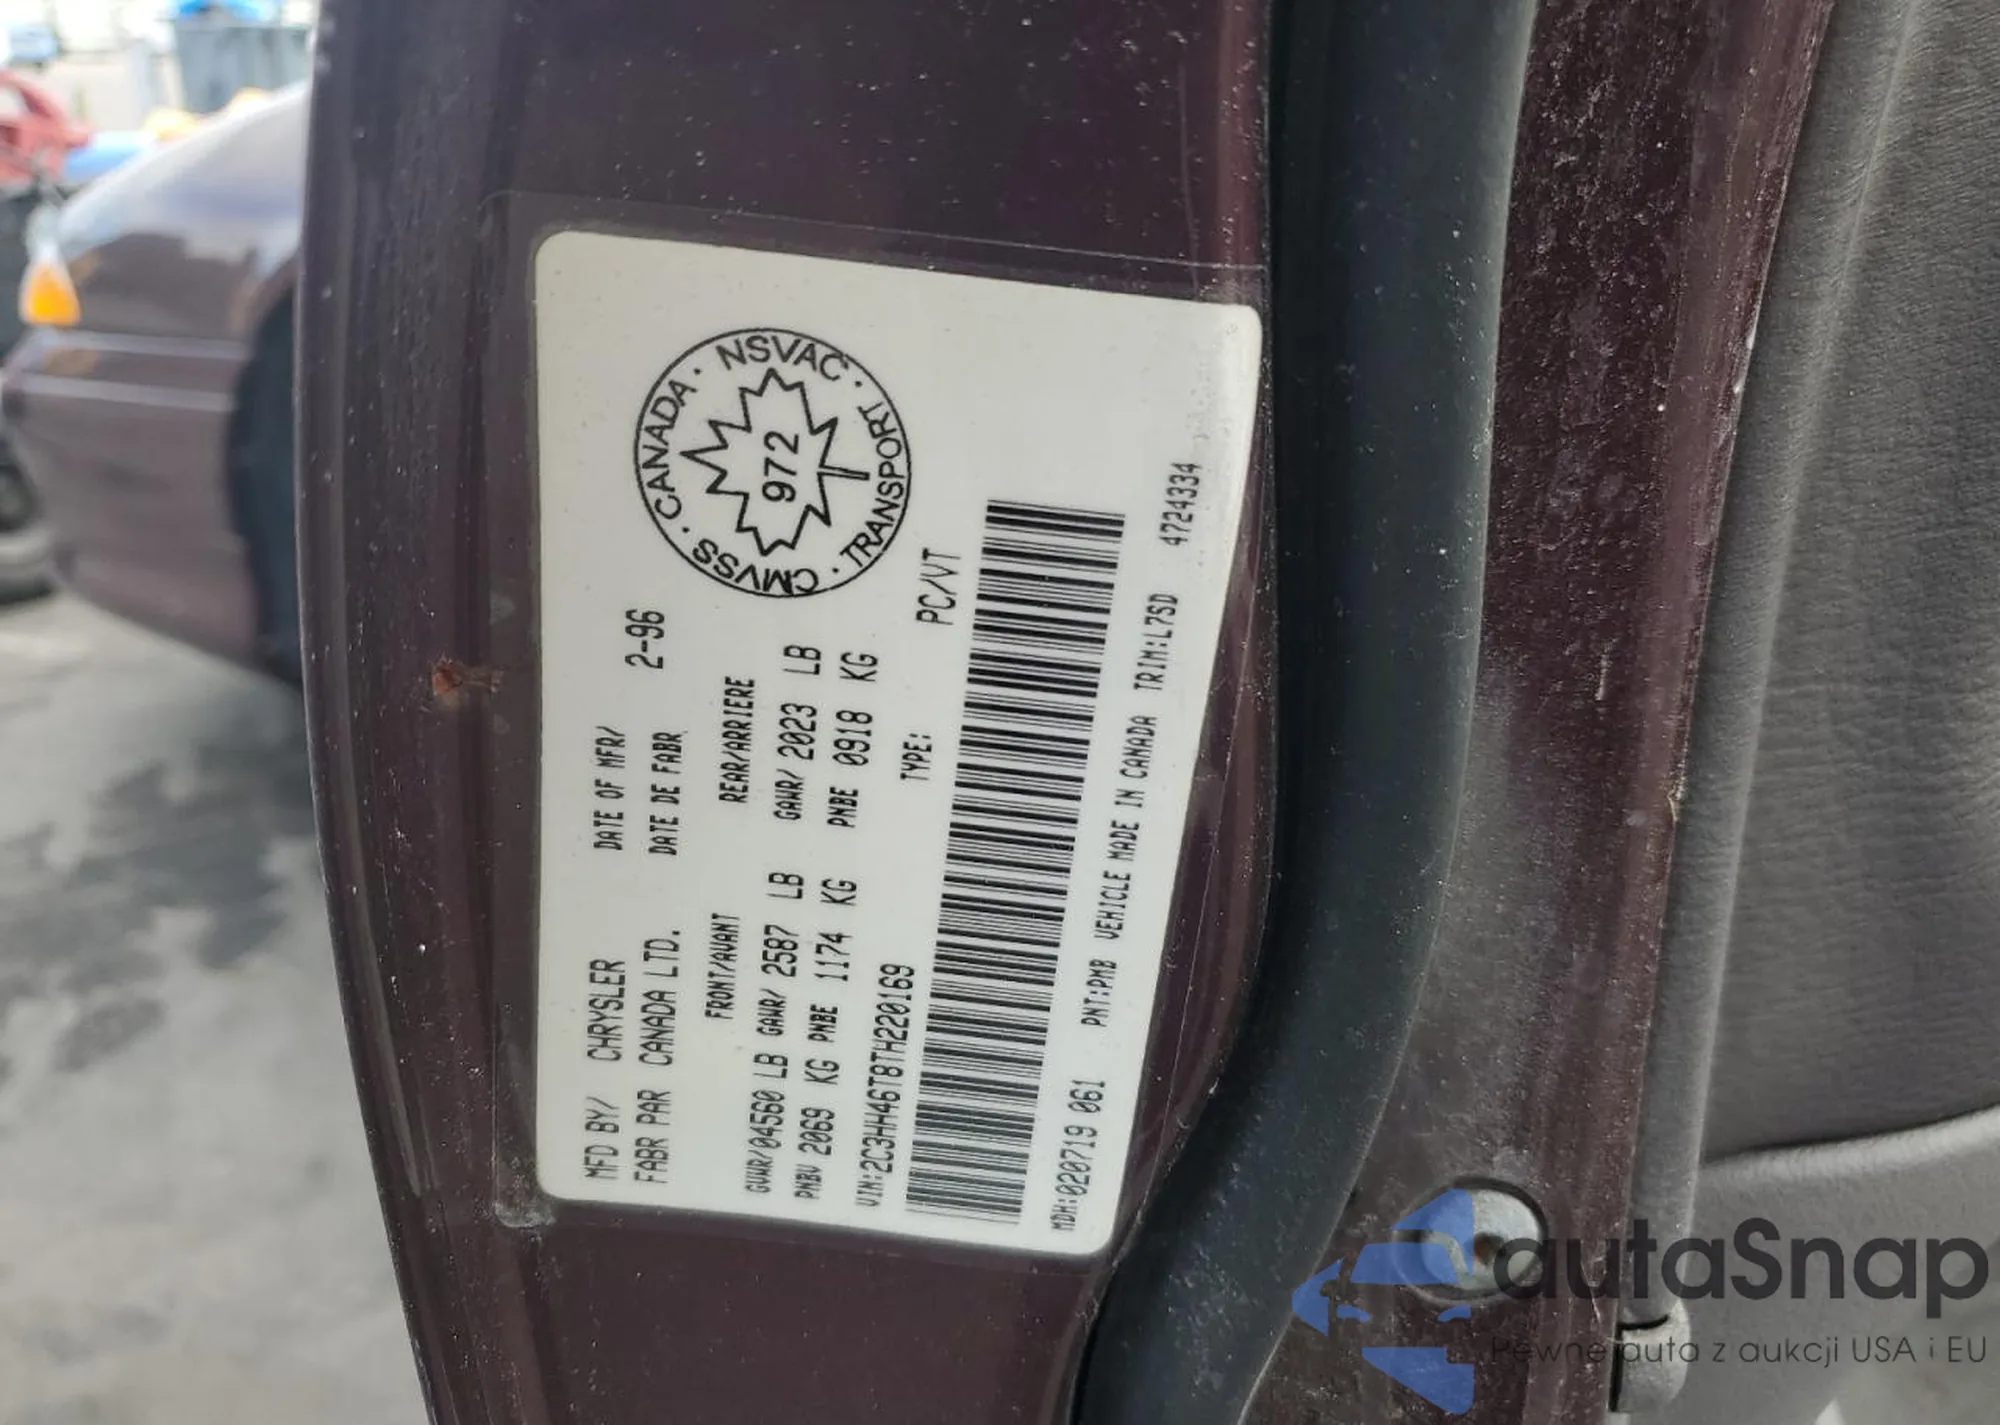 MFD BY/ CHRYSLER DATE OF MFR/ 2-96
FABR PAR CANADA LTD. DATE DE FABR
FRONT/AVANT REAR/ARRIERE
GVWR/04560 LB GAWR/ 2587 LB GAWR/ 2023 LB
PNBV 2069 KG PNBE 1174 KG PNBE 0918 KG
VIN:2C3HH46T8TH220169 TYPE: PC/VT
MDH:020719 061 PNT:PMB VEHICLE MADE IN CANADA TRIM:L7SD 4724334
CANADA · NSVAC · TRANSPORT · CMVSS ·
972
autaSnap
Pewne auta z aukcji USA i EU